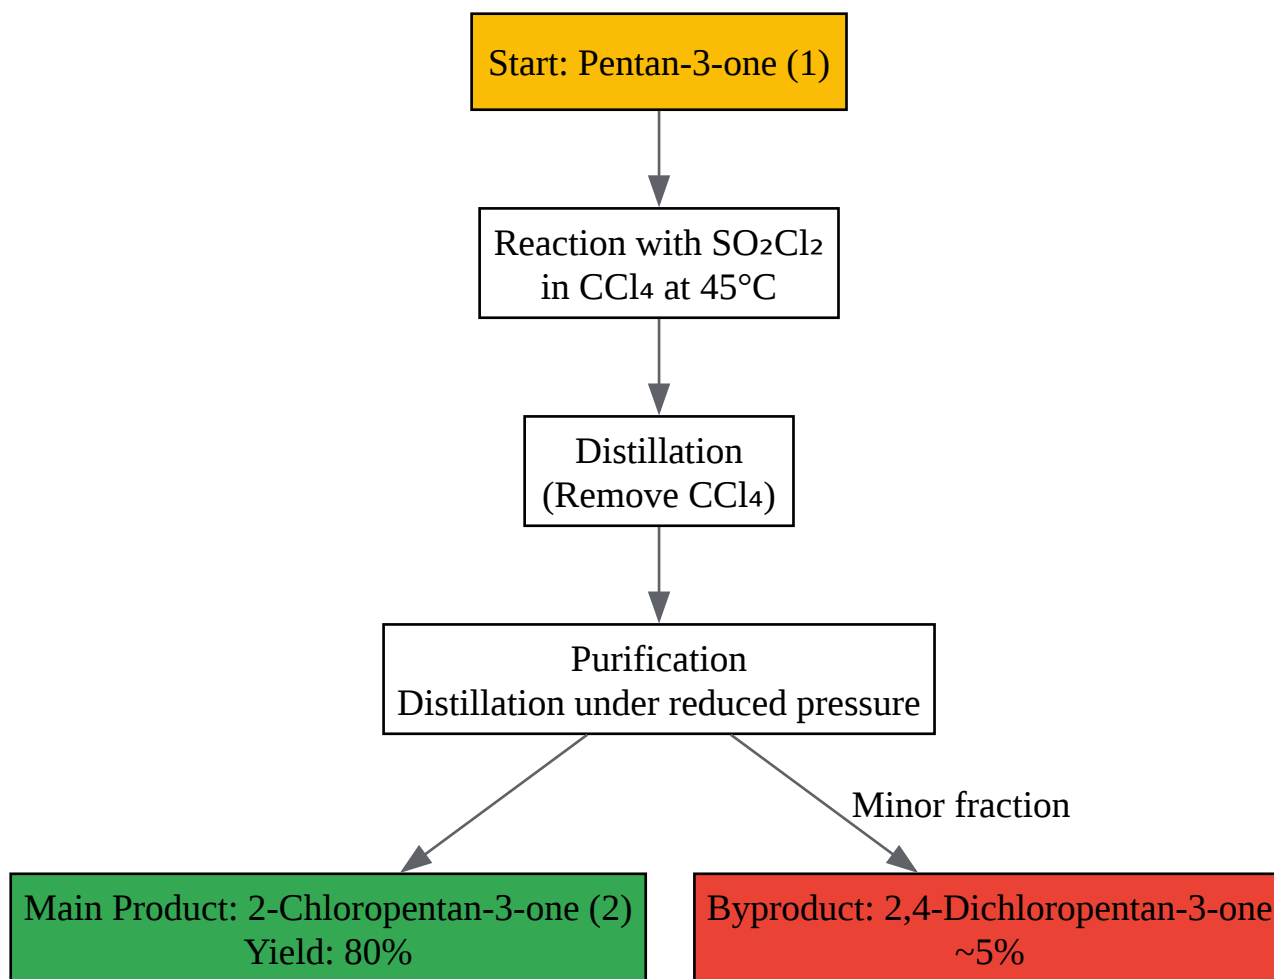 Start: Pentan-3-one (1)
Reaction with SO₂Cl₂
in CCl₄ at 45°C
Distillation
(Remove CCl₄)
Purification
Distillation under reduced pressure
Minor fraction
Main Product: 2-Chloropentan-3-one (2)
Yield: 80%
Byproduct: 2,4-Dichloropentan-3-one
~5%